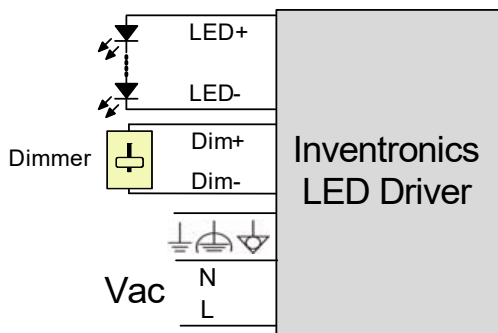 LED+
LED-
Dimmer
Dim+
Dim-
Inventronics
LED Driver
Vac
N
L